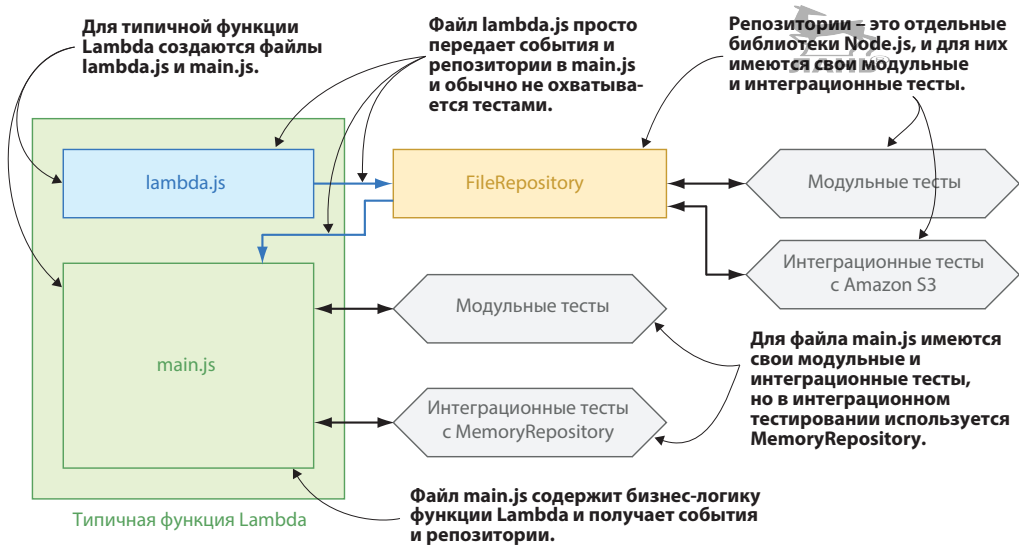 Для типичной функции
Lambda создаются файлы
lambda.js и main.js.
Файл lambda.js просто
передает события и
репозитории в main.js
и обычно не охватыва-
ется тестами.
Репозитории – это отдельные
библиотеки Node.js, и для них
имеются свои модульные
и интеграционные тесты.
ЛАНЬ®
lambda.js
FileRepository
Модульные тесты
Интеграционные тесты
с Amazon S3
main.js
Модульные тесты
Интеграционные тесты
с MemoryRepository
Для файла main.js имеются
свои модульные и
интеграционные тесты,
но в интеграционном
тестировании используется
MemoryRepository.
Типичная функция Lambda
Файл main.js содержит бизнес-логику
функции Lambda и получает события
и репозитории.